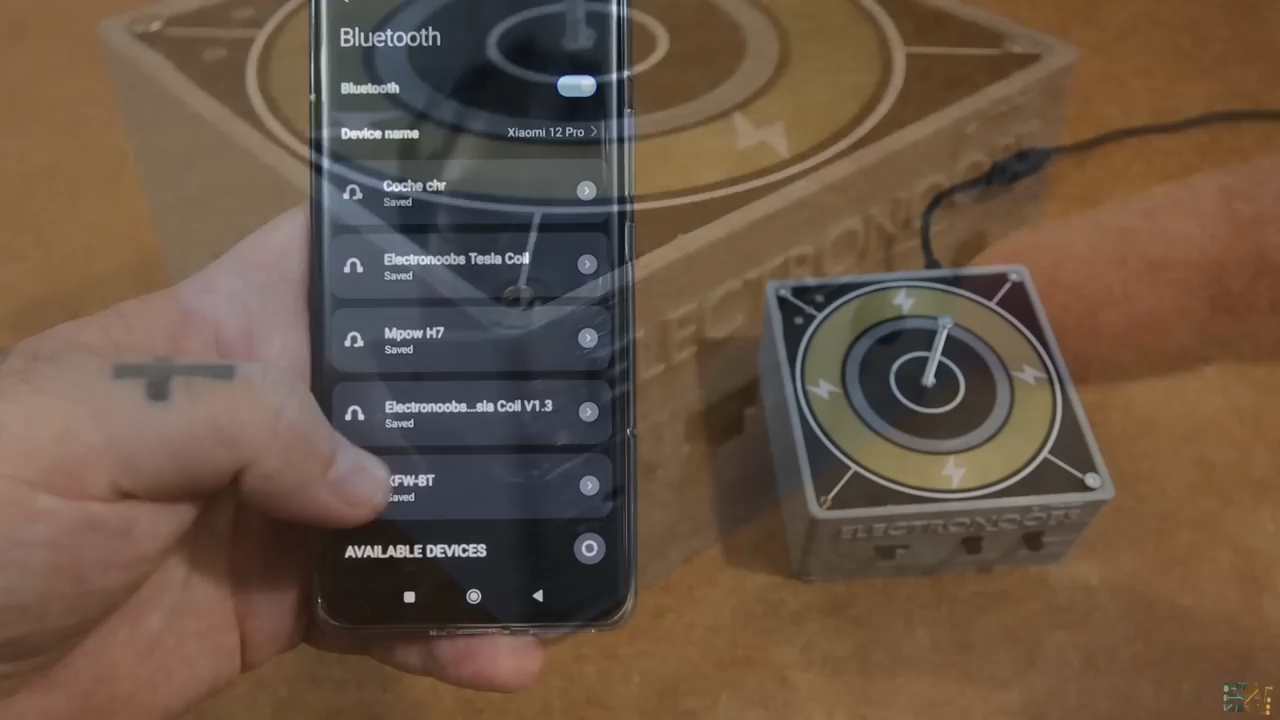 Bluetooth
Bluetooth
Device name
Xiaomi 12 Pro
Coche chr
Saved
Electronoobs Tesla Coil
Saved
Mpow H7
Saved
Electronoobs...sla Coil V1.3
Saved
KFW-BT
Saved
AVAILABLE DEVICES
ELECTRONOOBS